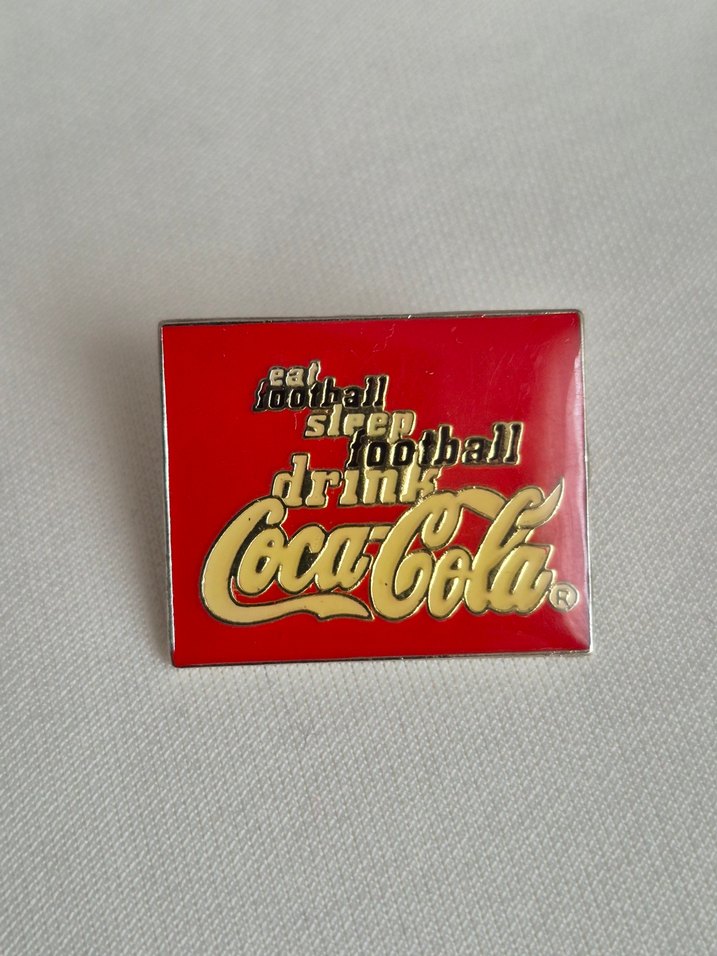 eat
football
sleep
football
drink
Coca-Cola®